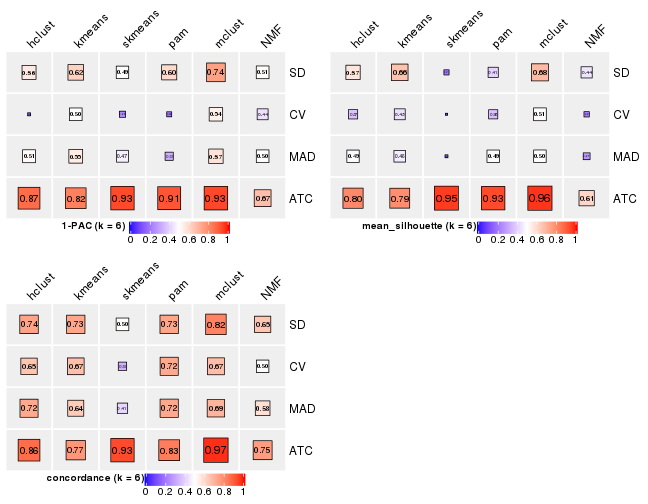 hclust kmeans skmeans pam mclust NMF
0.56 0.62 0.49 0.60 0.74 0.51 SD
0.50 0.54 0.44 CV
0.51 0.55 0.47 0.57 0.50 MAD
0.87 0.82 0.93 0.91 0.93 0.67 ATC
1-PAC (k = 6)
0 0.2 0.4 0.6 0.8 1
hclust kmeans skmeans pam mclust NMF
0.57 0.66 0.41 0.68 0.44 SD
0.51 CV
0.49 0.49 0.50 MAD
0.80 0.79 0.95 0.93 0.96 0.61 ATC
mean_silhouette (k = 6)
0 0.2 0.4 0.6 0.8 1
hclust kmeans skmeans pam mclust NMF
0.74 0.73 0.50 0.73 0.82 0.65 SD
0.65 0.67 0.72 0.67 0.50 CV
0.72 0.64 0.41 0.72 0.69 0.58 MAD
0.86 0.77 0.93 0.83 0.97 0.75 ATC
concordance (k = 6)
0 0.2 0.4 0.6 0.8 1